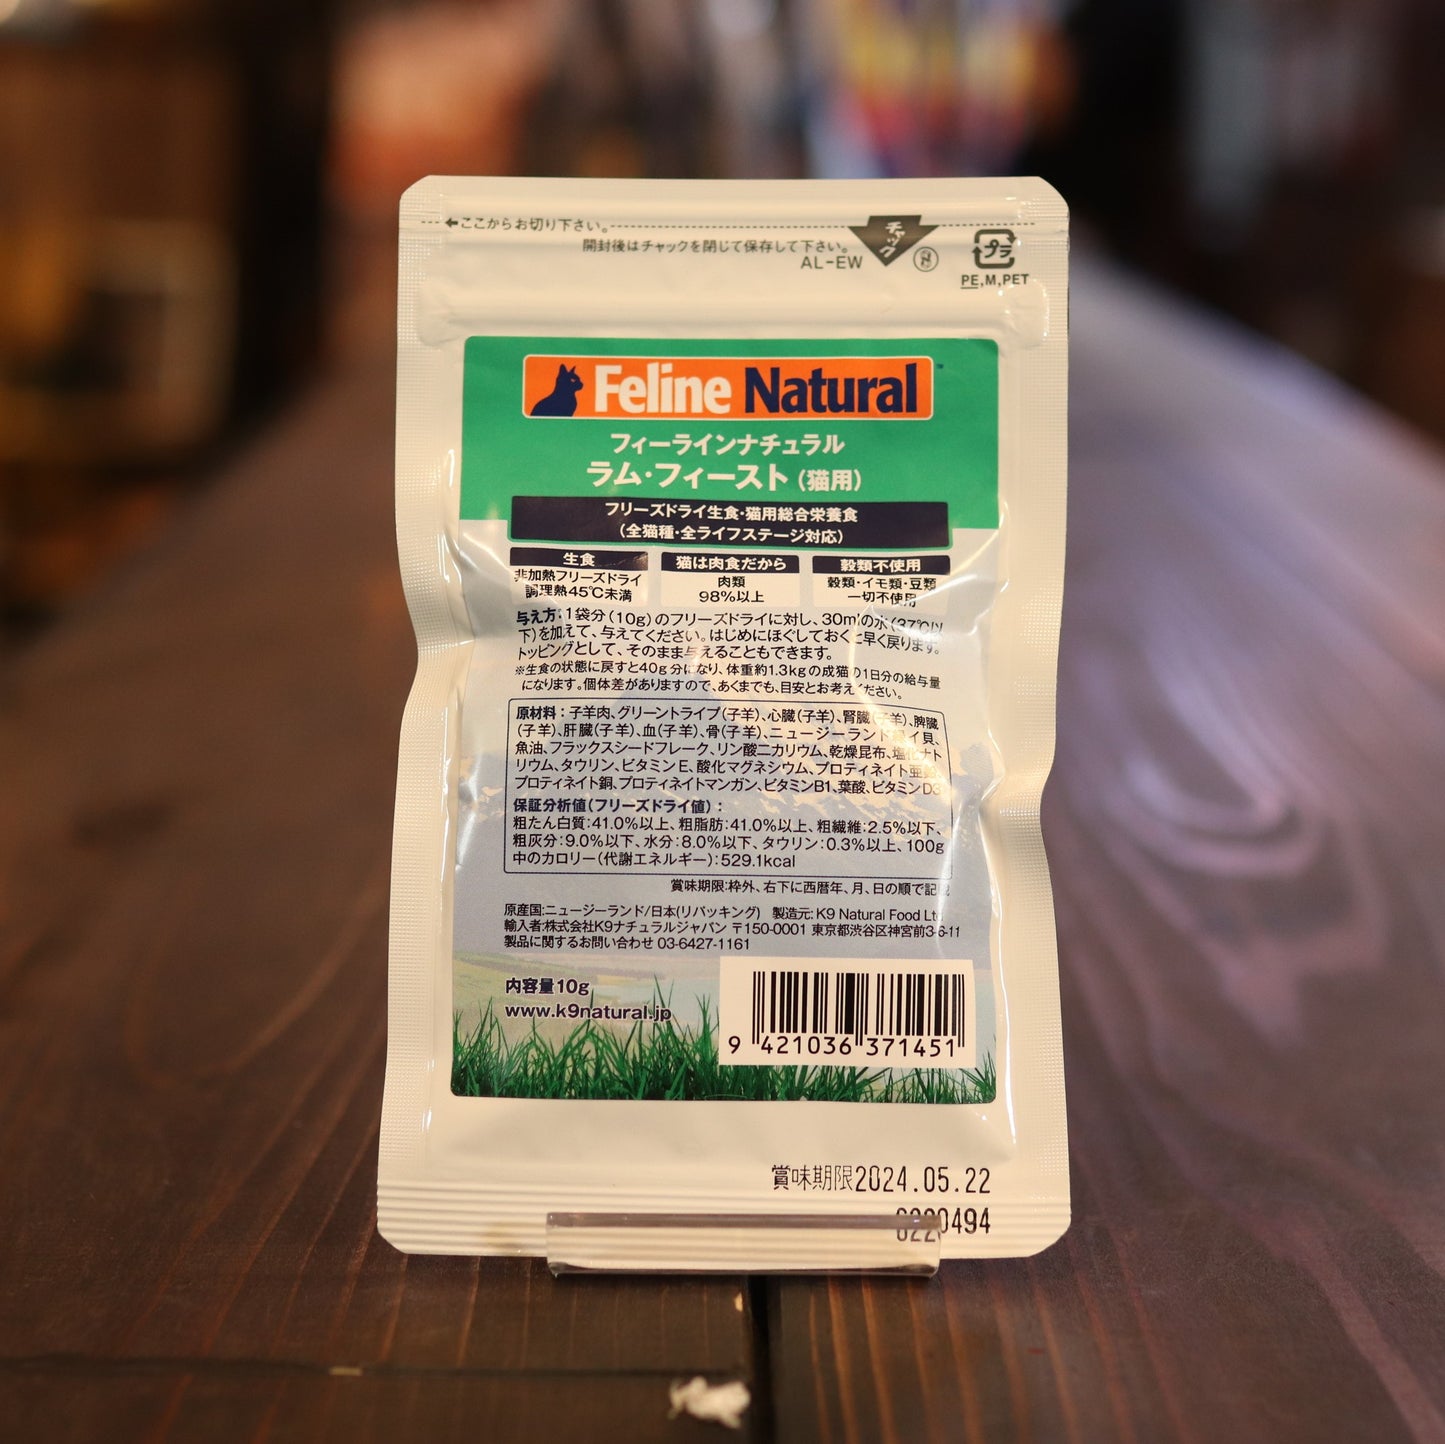 ←ここからお切り下さい。
開封後はチャックを閉じて保存して下さい。
チャック
AL-EW
プラ
PE,M,PET
Feline Natural
フィーラインナチュラル
ラム・フィースト(猫用)
フリーズドライ生食・猫用総合栄養食
(全猫種・全ライフステージ対応)
生食
非加熱フリーズドライ
調理熱45℃未満
猫は肉食だから
肉類
98%以上
穀類不使用
穀類・イモ類・豆類
一切不使用
与え方:1袋分(10g)のフリーズドライに対し、30mlの水(37℃以
下)を加えて、与えてください。はじめにほぐしておくと早く戻ります。
トッピングとして、そのまま与えることもできます。
※生食の状態に戻すと40g分になり、体重約1.3kgの成猫の1日分の給与量
になります。個体差がありますので、あくまでも、目安とお考えください。
原材料:子羊肉、グリーントライプ(子羊)、心臓(子羊)、腎臓(子羊)、脾臓
(子羊)、肝臓(子羊)、血(子羊)、骨(子羊)、ニュージーランド緑イ貝、
魚油、フラックスシードフレーク、リン酸二カリウム、乾燥昆布、塩化ナト
リウム、タウリン、ビタミンE、酸化マグネシウム、プロティネイト亜鉛、
プロティネイト銅、プロティネイトマンガン、ビタミンB1、葉酸、ビタミンD3
保証分析値(フリーズドライ値):
粗たん白質:41.0%以上、粗脂肪:41.0%以上、粗繊維:2.5%以下、
粗灰分:9.0%以下、水分:8.0%以下、タウリン:0.3%以上、100g
中のカロリー(代謝エネルギー):529.1kcal
賞味期限:枠外、右下に西暦年、月、日の順で記載
原産国:ニュージーランド/日本(リパッキング) 製造元: K9 Natural Food Ltd
輸入者:株式会社K9ナチュラルジャパン 〒150-0001 東京都渋谷区神宮前3-6-11
製品に関するお問い合わせ 03-6427-1161
内容量10g
www.k9natural.jp
9 421036 371451
賞味期限2024.05.22
6220494